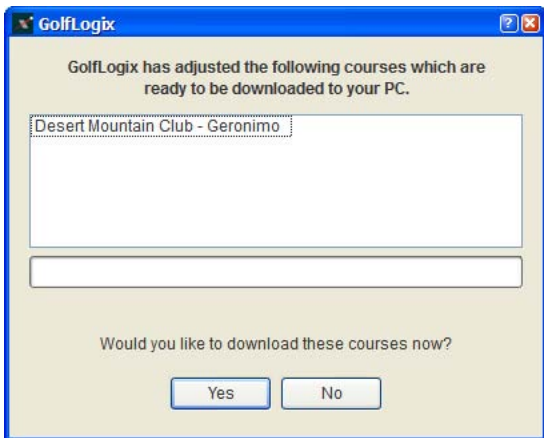 GolfLogix
GolfLogix has adjusted the following courses which are
ready to be downloaded to your PC.
Desert Mountain Club - Geronimo
Would you like to download these courses now?
Yes No